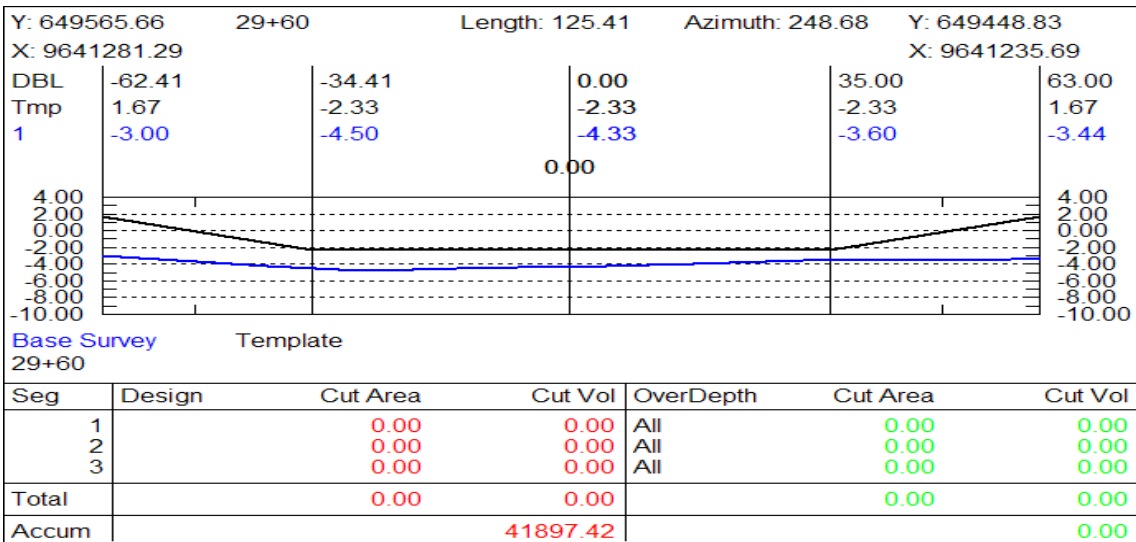 Y: 649565.66 29+60 Length: 125.41 Azimuth: 248.68 Y: 649448.83
X: 9641281.29 X: 9641235.69
DBL -62.41 -34.41 0.00 35.00 63.00
Tmp 1.67 -2.33 -2.33 -2.33 1.67
1 -3.00 -4.50 -4.33 -3.60 -3.44
0.00
4.00 4.00
2.00 2.00
0.00 0.00
-2.00 -2.00
-4.00 -4.00
-6.00 -6.00
-8.00 -8.00
-10.00 -10.00
Base Survey Template
29+60
Seg Design Cut Area Cut Vol OverDepth Cut Area Cut Vol
1 0.00 0.00 All 0.00 0.00
2 0.00 0.00 All 0.00 0.00
3 0.00 0.00 All 0.00 0.00
Total 0.00 0.00 0.00 0.00
Accum 41897.42 0.00